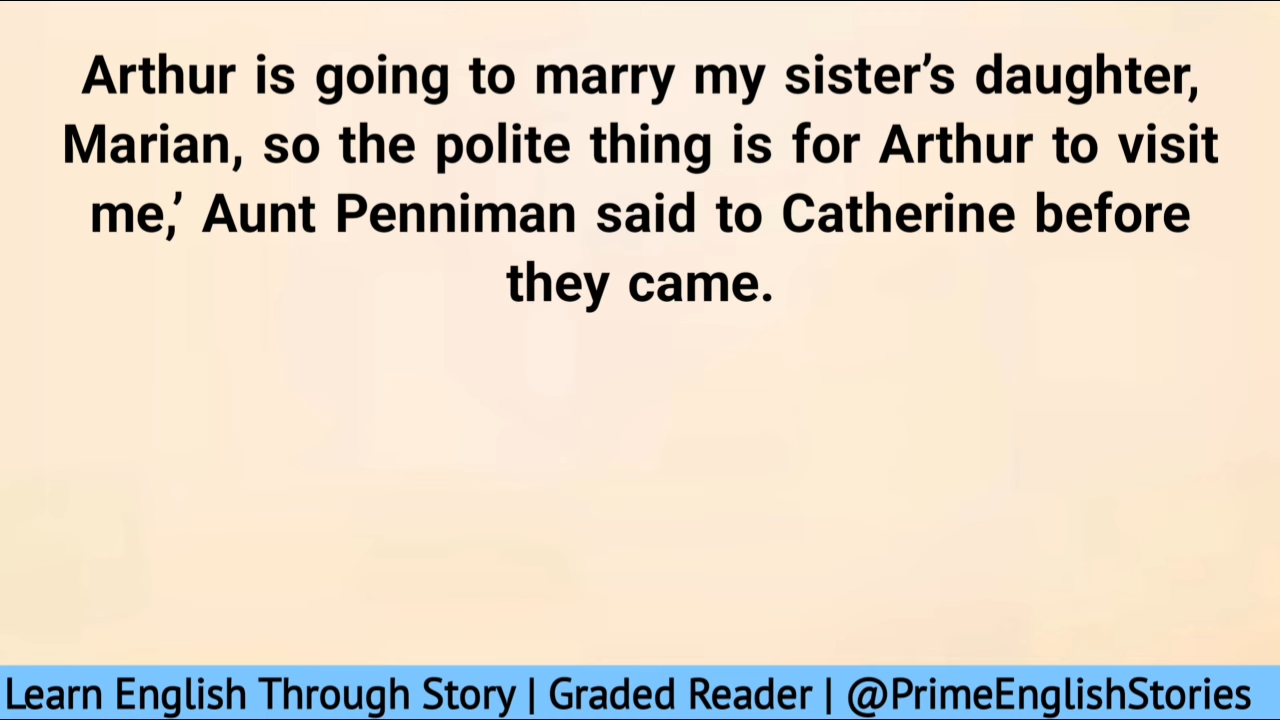 Arthur is going to marry my sister’s daughter,
Marian, so the polite thing is for Arthur to visit
me,’ Aunt Penniman said to Catherine before
they came.
Learn English Through Story | Graded Reader | @PrimeEnglishStories